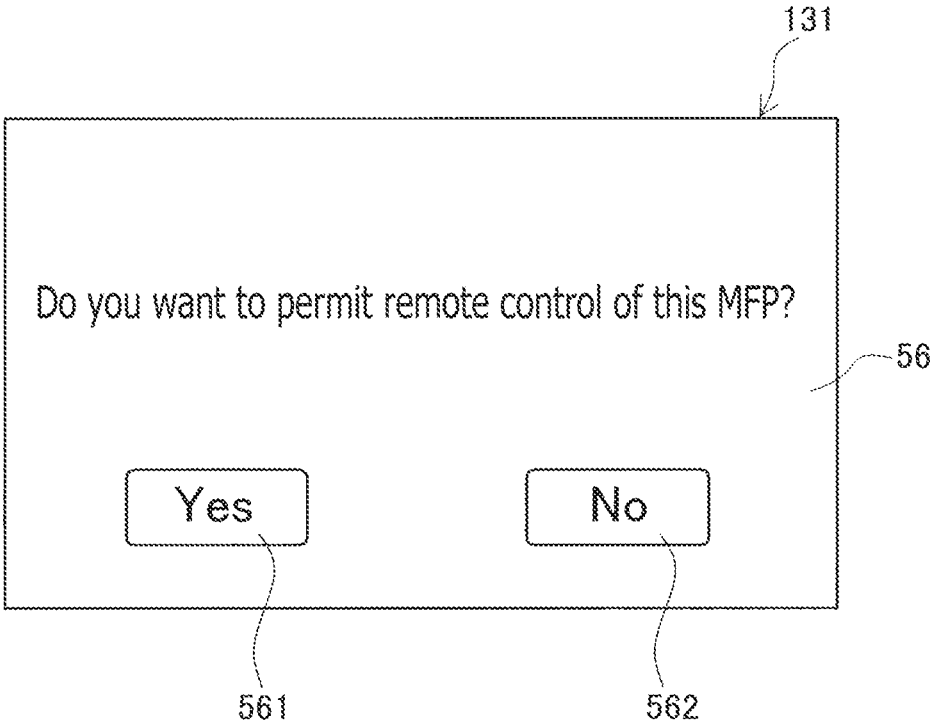 131
Do you want to permit remote control of this MFP?
56
Yes
No
561
562